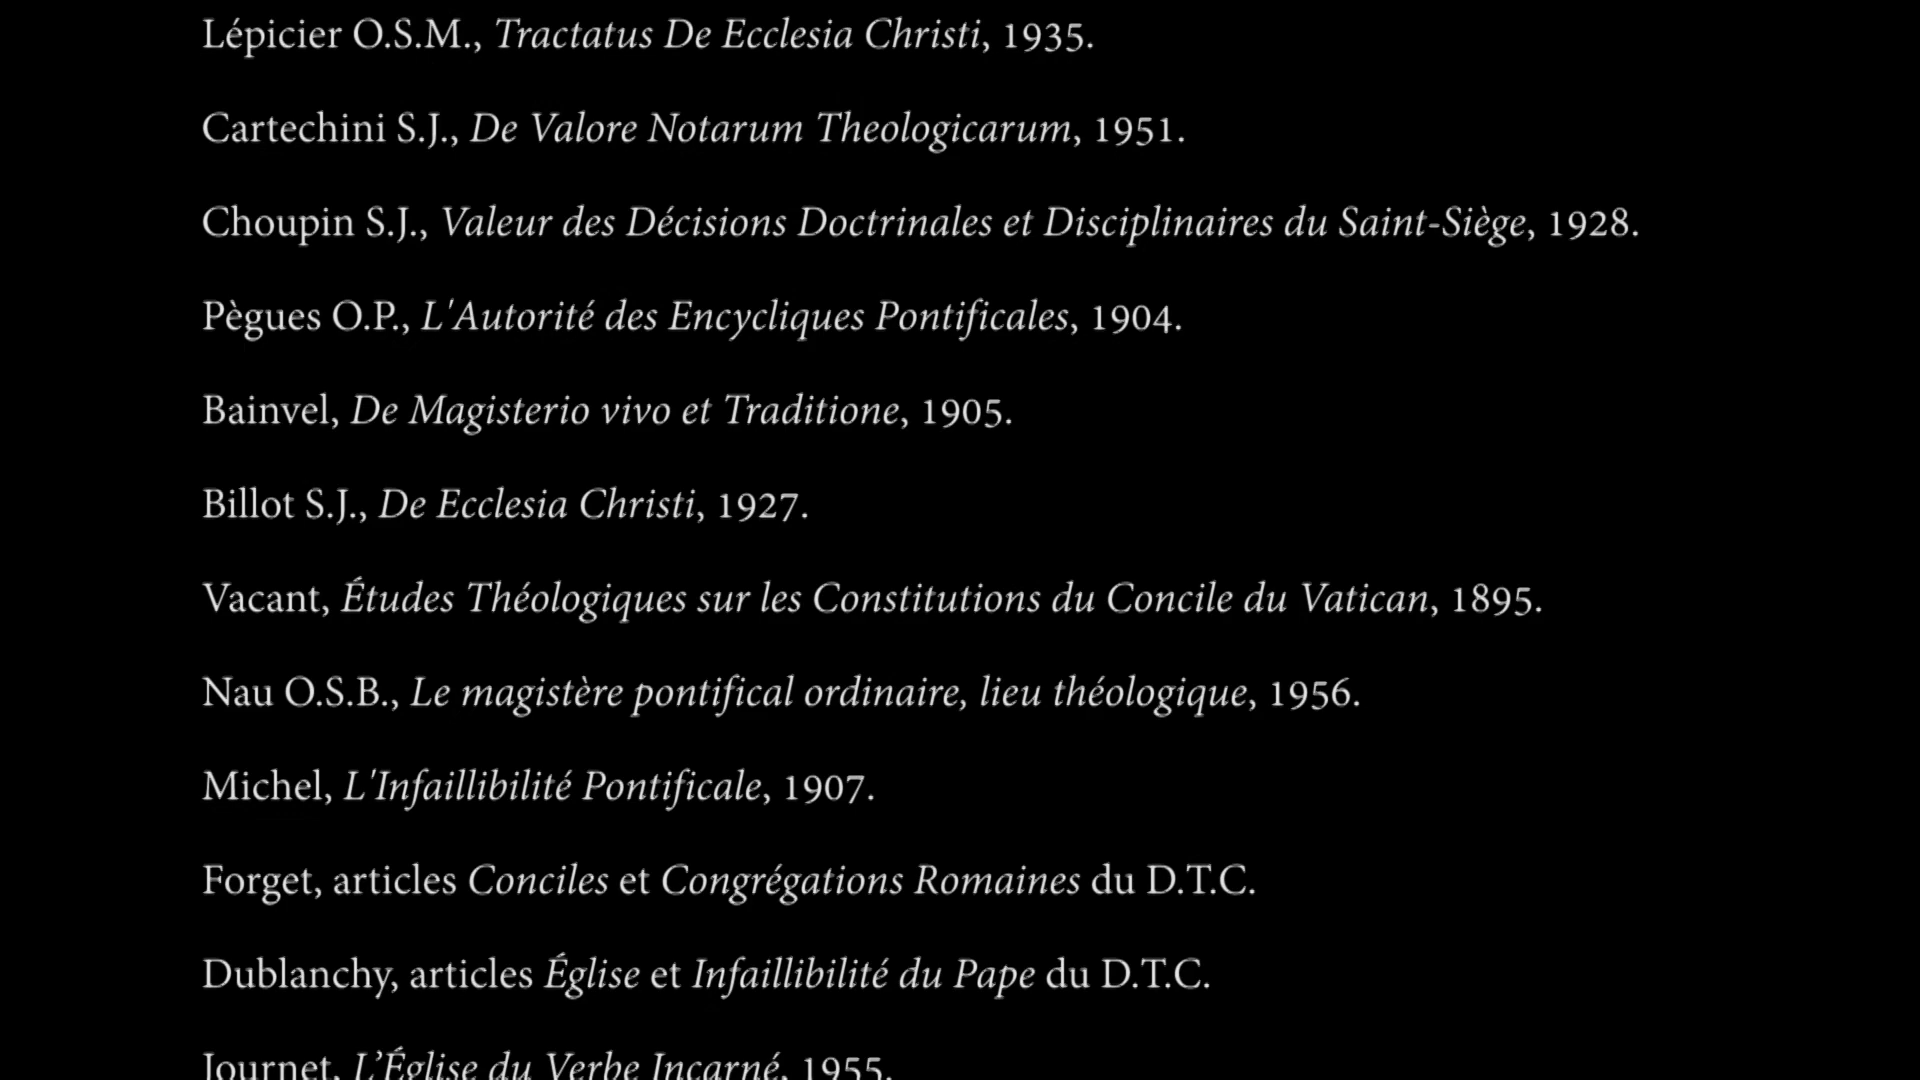 Lépicier O.S.M., Tractatus De Ecclesia Christi, 1935.
Cartechini S.J., De Valore Notarum Theologicarum, 1951.
Choupin S.J., Valeur des Décisions Doctrinales et Disciplinaires du Saint-Siège, 1928.
Pègues O.P., L'Autorité des Encycliques Pontificales, 1904.
Bainvel, De Magisterio vivo et Traditione, 1905.
Billot S.J., De Ecclesia Christi, 1927.
Vacant, Études Théologiques sur les Constitutions du Concile du Vatican, 1895.
Nau O.S.B., Le magistère pontifical ordinaire, lieu théologique, 1956.
Michel, L'Infaillibilité Pontificale, 1907.
Forget, articles Conciles et Congrégations Romaines du D.T.C.
Dublanchy, articles Église et Infaillibilité du Pape du D.T.C.
Journet, L’Église du Verbe Incarné, 1955.